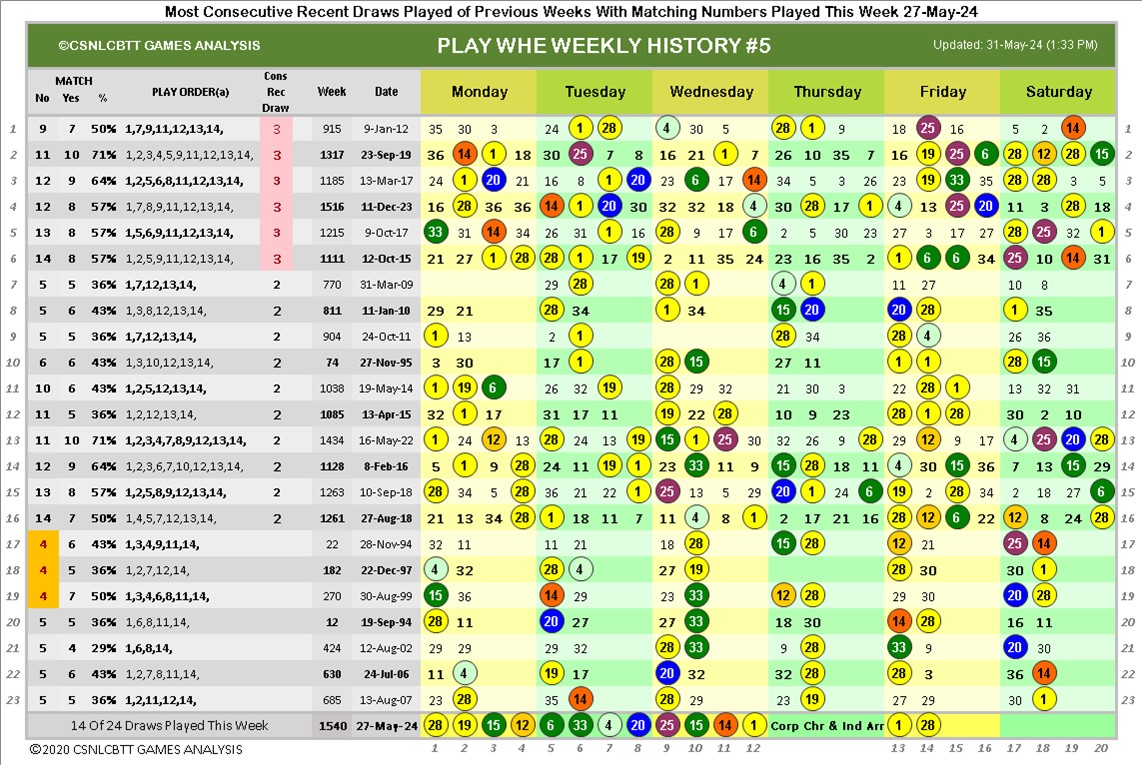 Most Consecutive Recent Draws Played of Previous Weeks With Matching Numbers Played This Week 27-May-24
©CSNLCBTT GAMES ANALYSIS PLAY WHE WEEKLY HISTORY #5 Updated: 31-May-24 (1:33 PM)
MATCH Cons
No Yes % PLAY ORDER(a) Rec Draw Week Date Monday Tuesday Wednesday Thursday Friday Saturday
1 9 7 50% 1,7,9,11,12,13,14, 3 915 9-Jan-12 35 30 3 24 1 28 4 30 5 28 1 9 18 25 16 5 2 14 1
2 11 10 71% 1,2,3,4,5,9,11,12,13,14, 3 1317 23-Sep-19 36 14 1 18 30 25 7 8 16 21 1 7 26 10 35 7 16 19 25 6 28 12 28 15 2
3 12 9 64% 1,2,5,6,8,11,12,13,14, 3 1185 13-Mar-17 24 1 20 21 16 8 1 20 23 6 17 14 34 5 3 26 23 19 33 35 28 28 3 5 3
4 12 8 57% 1,7,8,9,11,12,13,14, 3 1516 11-Dec-23 16 28 36 36 14 1 20 30 32 32 18 4 30 28 17 1 4 13 25 20 11 3 28 18 4
5 13 8 57% 1,5,6,9,11,12,13,14, 3 1215 9-Oct-17 33 31 14 34 26 31 1 16 28 9 17 6 2 5 30 23 27 3 17 27 28 25 32 1 5
6 14 8 57% 1,2,5,9,11,12,13,14, 3 1111 12-Oct-15 21 27 1 28 28 1 17 19 2 11 35 24 23 16 35 2 1 6 6 34 25 10 14 31 6
7 5 5 36% 1,7,12,13,14, 2 770 31-Mar-09 29 28 28 1 4 1 11 27 10 8 7
8 5 6 43% 1,3,8,12,13,14, 2 811 11-Jan-10 29 21 28 34 1 34 15 20 20 28 1 35 8
9 5 5 36% 1,7,12,13,14, 2 904 24-Oct-11 1 13 2 1 28 34 28 4 26 36 9
10 6 6 43% 1,3,10,12,13,14, 2 74 27-Nov-95 3 30 17 1 28 15 27 11 1 1 28 15 10
11 10 6 43% 1,2,5,12,13,14, 2 1038 19-May-14 1 19 6 26 32 19 28 29 32 21 30 3 22 28 1 13 32 31 11
12 11 5 36% 1,2,12,13,14, 2 1085 13-Apr-15 32 1 17 31 17 11 19 22 28 10 9 23 28 1 28 30 2 10 12
13 11 10 71% 1,2,3,4,7,8,9,12,13,14, 2 1434 16-May-22 1 24 12 13 28 24 13 19 15 1 25 30 32 26 9 28 29 12 9 17 4 25 20 28 13
14 12 9 64% 1,2,3,6,7,10,12,13,14, 2 1128 8-Feb-16 5 1 9 28 24 11 19 1 23 33 11 9 15 28 18 11 4 30 15 36 7 13 15 29 14
15 13 8 57% 1,2,5,8,9,12,13,14, 2 1263 10-Sep-18 28 34 5 28 36 21 22 1 25 13 5 29 20 1 24 6 19 2 28 34 2 18 27 6 15
16 14 7 50% 1,4,5,7,12,13,14, 2 1261 27-Aug-18 21 13 34 28 1 18 11 7 11 4 8 1 2 17 21 16 28 12 6 22 12 8 24 28 16
17 4 6 43% 1,3,4,9,11,14, 22 28-Nov-94 32 11 11 21 18 28 15 28 12 21 25 14 17
18 4 5 36% 1,2,7,12,14, 182 22-Dec-97 4 32 28 4 27 19 28 30 30 1 18
19 4 7 50% 1,3,4,6,8,11,14, 270 30-Aug-99 15 36 14 29 9 33 12 28 29 30 20 28 19
20 5 5 36% 1,6,8,11,14, 12 19-Sep-94 28 11 20 27 27 33 18 30 14 28 16 11 20
21 5 4 29% 1,6,8,14, 424 12-Aug-02 29 29 29 32 28 33 9 28 33 9 20 30 21
22 5 6 43% 1,2,7,8,11,14, 630 24-Jul-06 11 4 19 17 20 32 32 28 28 3 36 14 22
23 5 5 36% 1,2,11,12,14, 685 13-Aug-07 23 28 35 14 28 29 23 19 27 29 30 1 23
14 Of 24 Draws Played This Week 1540 27-May-24 28 19 15 12 6 33 4 20 25 15 14 1 Corp Chr & Ind Arr 1 28
©2020 CSNLCBTT GAMES ANALYSIS 1 2 3 4 5 6 7 8 9 10 11 12 13 14 15 16 17 18 19 20